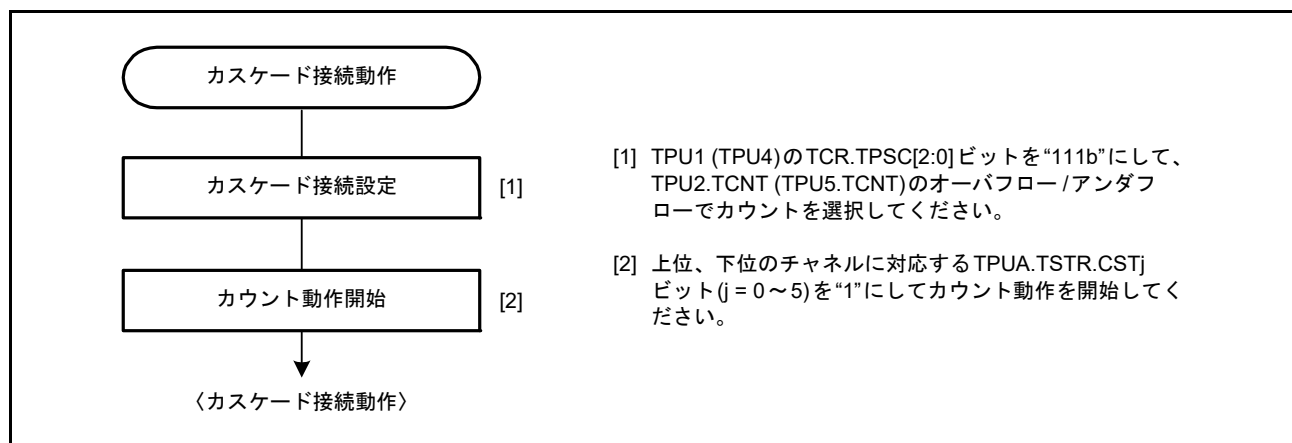 カスケード接続動作
カスケード接続設定 [1]
カウント動作開始 [2]
〈カスケード接続動作〉
[1] TPU1 (TPU4)のTCR.TPSC[2:0]ビットを“111b”にして、
TPU2.TCNT (TPU5.TCNT)のオーバフロー /アンダフ
ローでカウントを選択してください。
[2] 上位、下位のチャネルに対応するTPUA.TSTR.CSTj
ビット(j = 0～5)を“1”にしてカウント動作を開始してく
ださい。